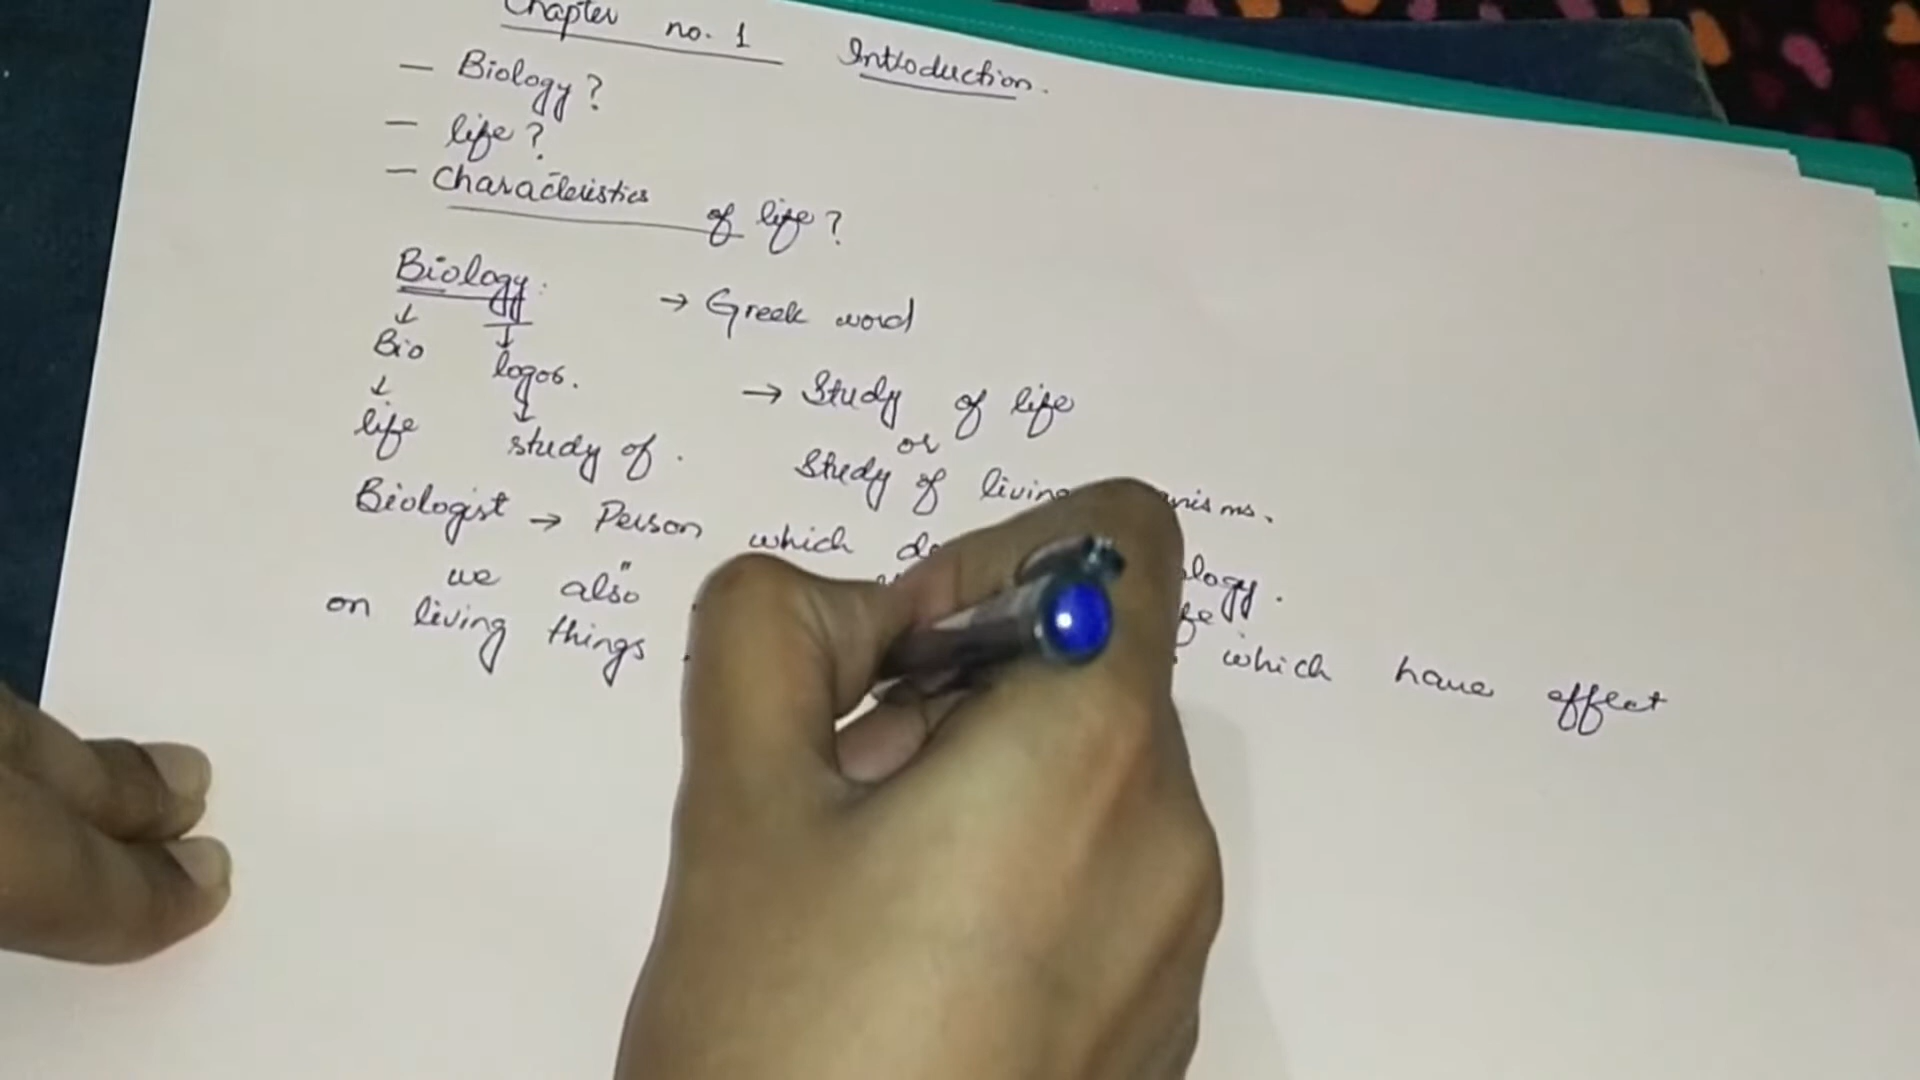 Chapter no. 1 Introduction.
— Biology?
— life?
— Characteristics of life?
Biology: → Greek word
↓ ↓
Bio logos. → Study of life
↓ ↓ or
life study of. Study of living
Biologist → Person which
we also
which have effect
on living things